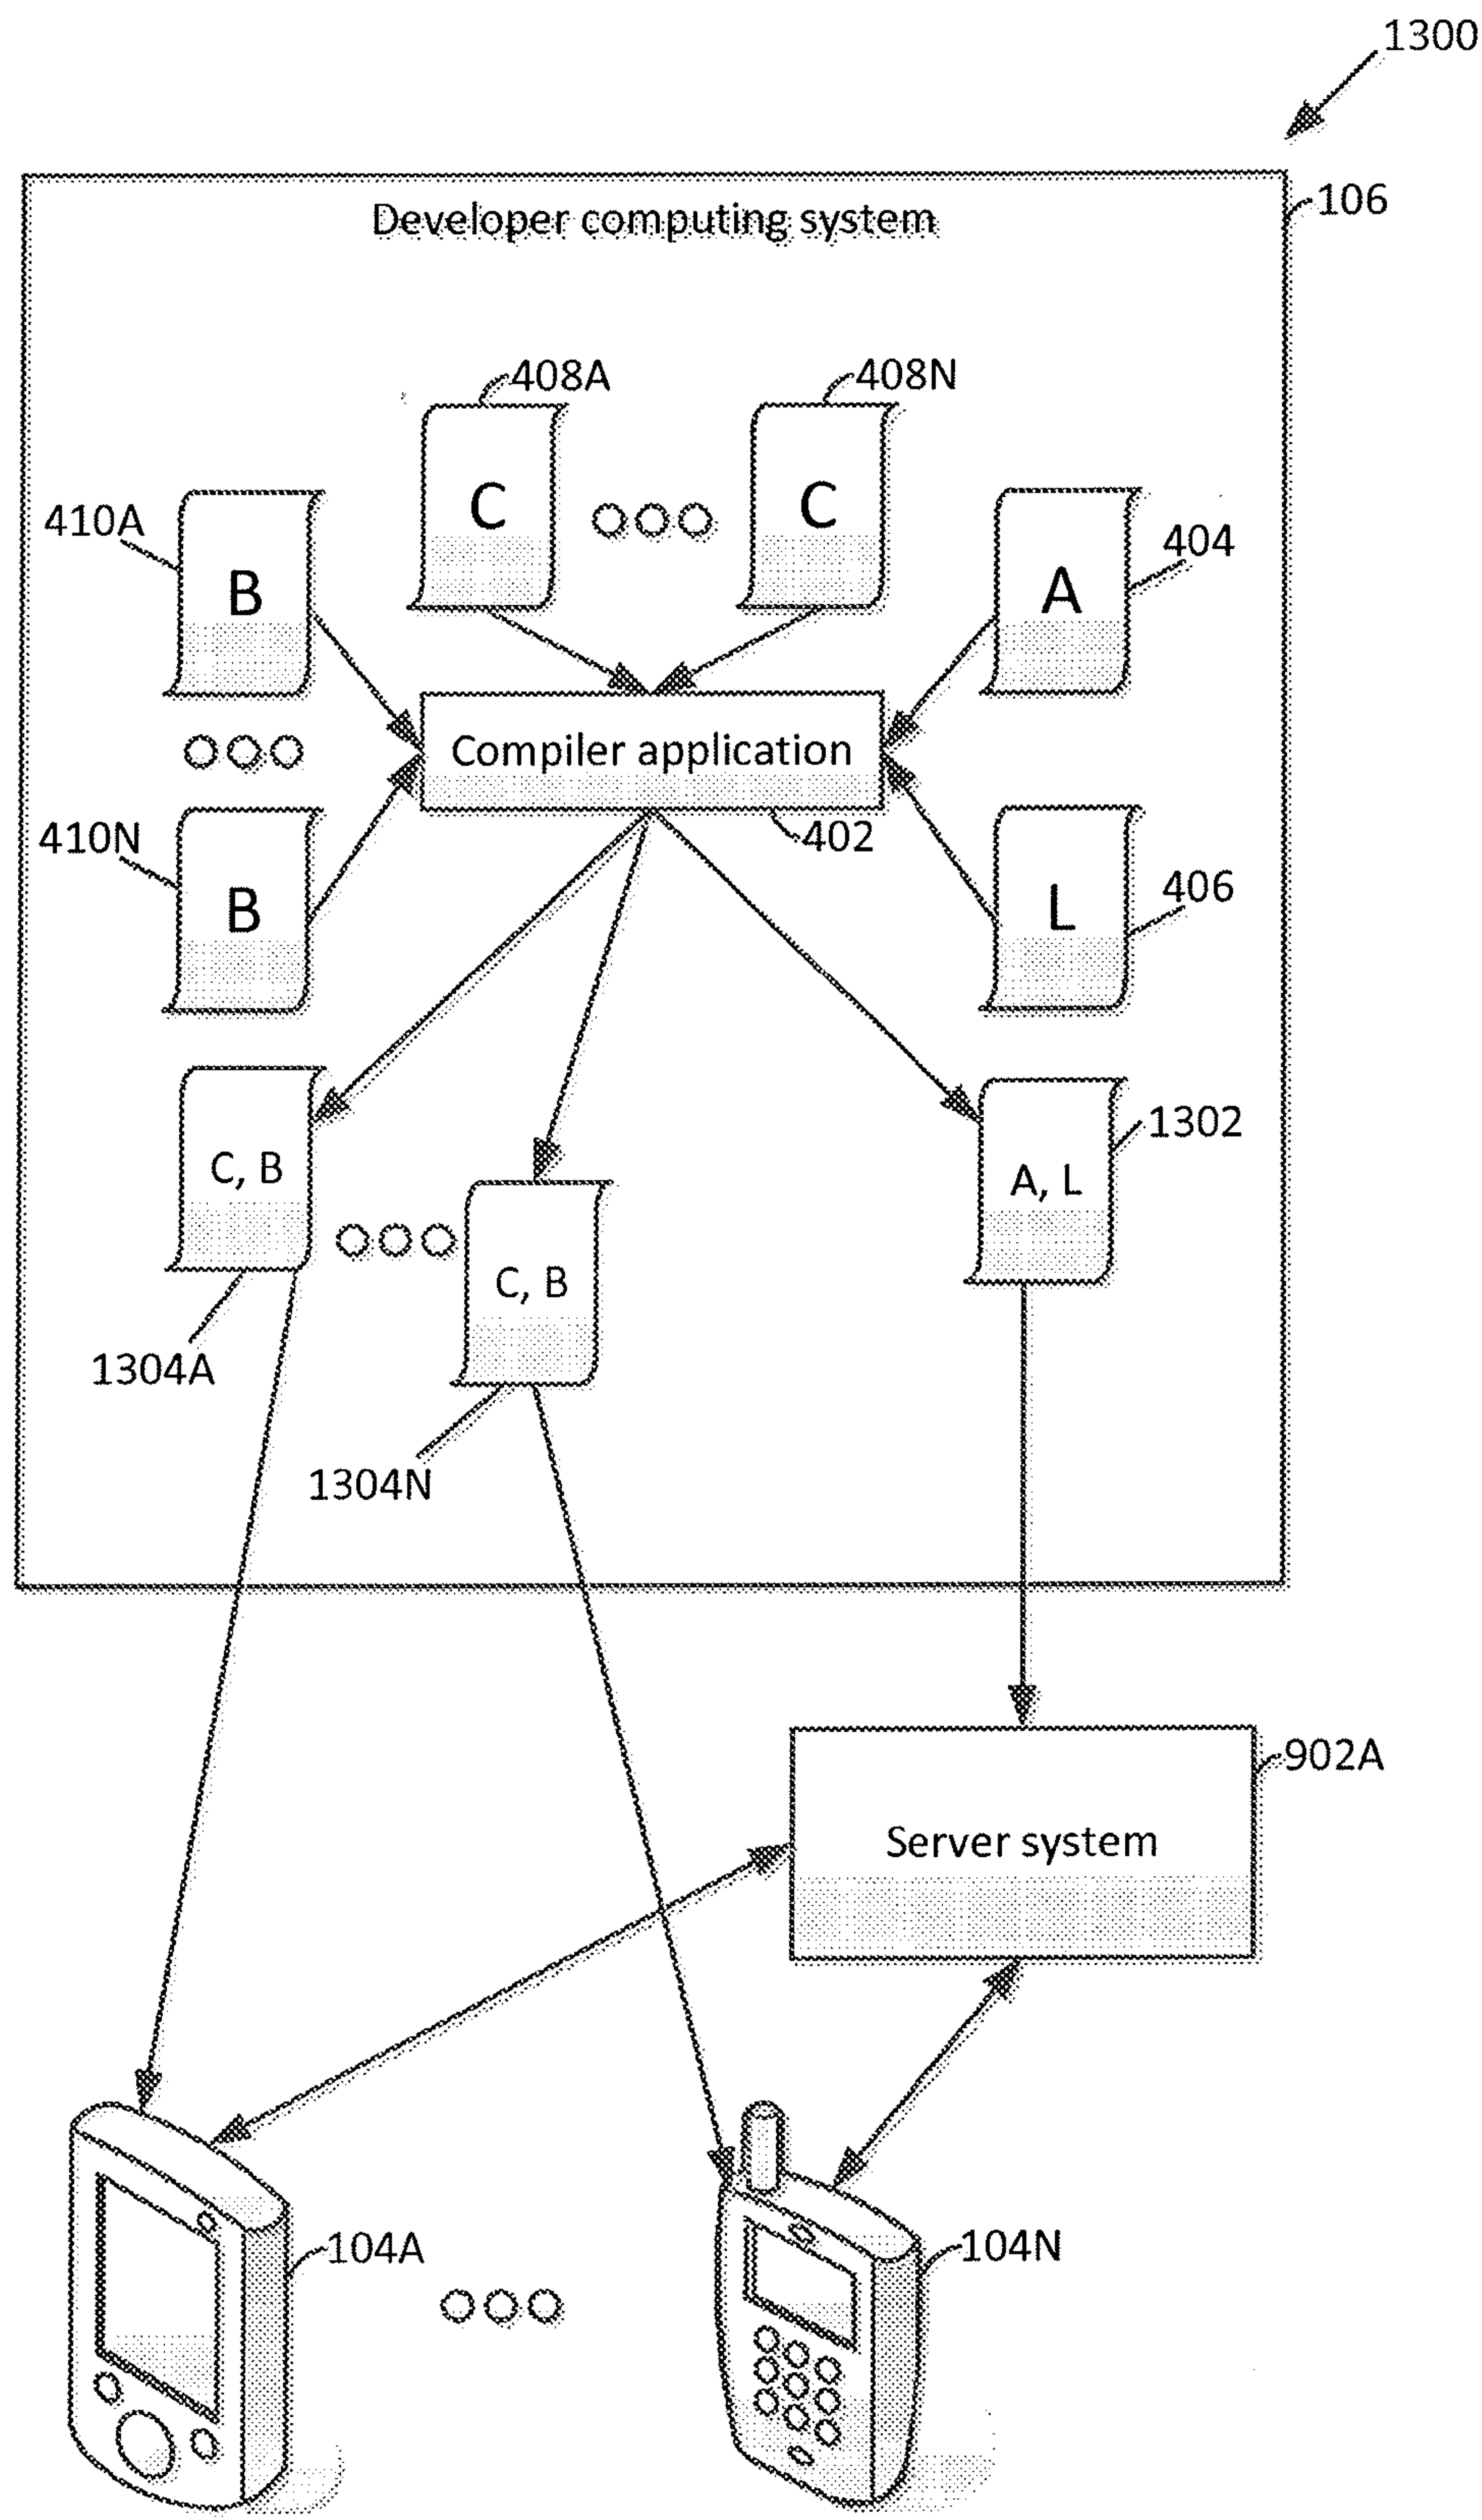 1300
106
Developer computing system
408A
408N
410A
C
C
404
B
A
Compiler application
402
410N
406
B
L
1302
C, B
A, L
C, B
1304A
1304N
902A
Server system
104A
104N